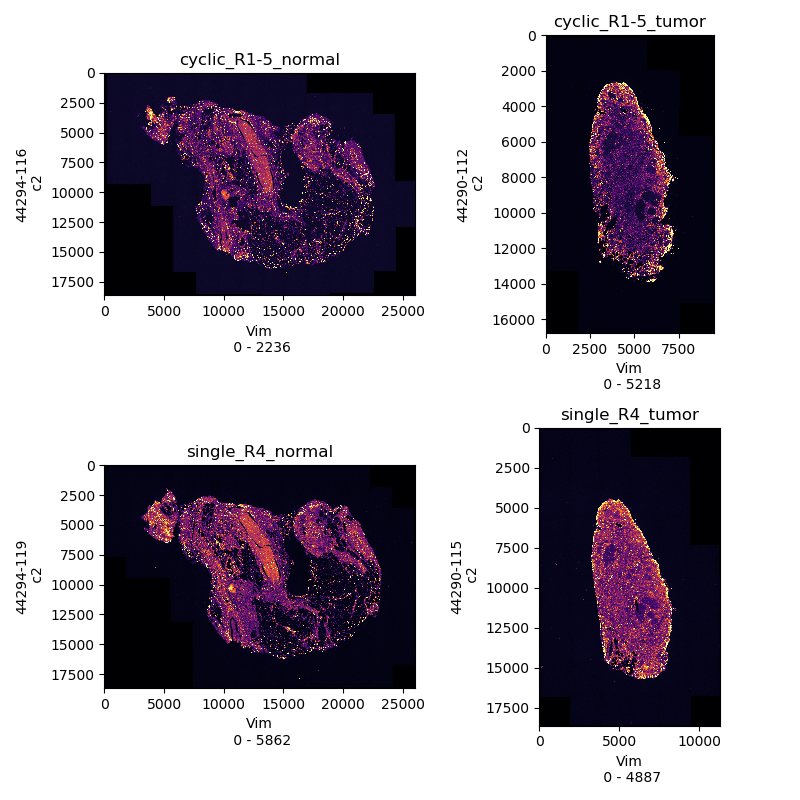 cyclic_R1-5_normal
0
2500
5000
7500
10000
12500
15000
17500
44294-116
c2
0 5000 10000 15000 20000 25000
Vim
0 - 2236
cyclic_R1-5_tumor
0
2000
4000
6000
8000
10000
12000
14000
16000
44290-112
c2
0 2500 5000 7500
Vim
0 - 5218
single_R4_normal
0
2500
5000
7500
10000
12500
15000
17500
44294-119
c2
0 5000 10000 15000 20000 25000
Vim
0 - 5862
single_R4_tumor
0
2500
5000
7500
10000
12500
15000
17500
44290-115
c2
0 5000 10000
Vim
0 - 4887